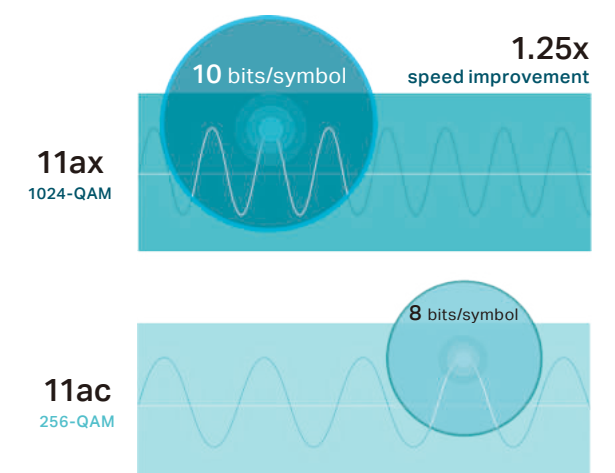 10 bits/symbol
1.25x
speed improvement
11ax
1024-QAM
8 bits/symbol
11ac
256-QAM